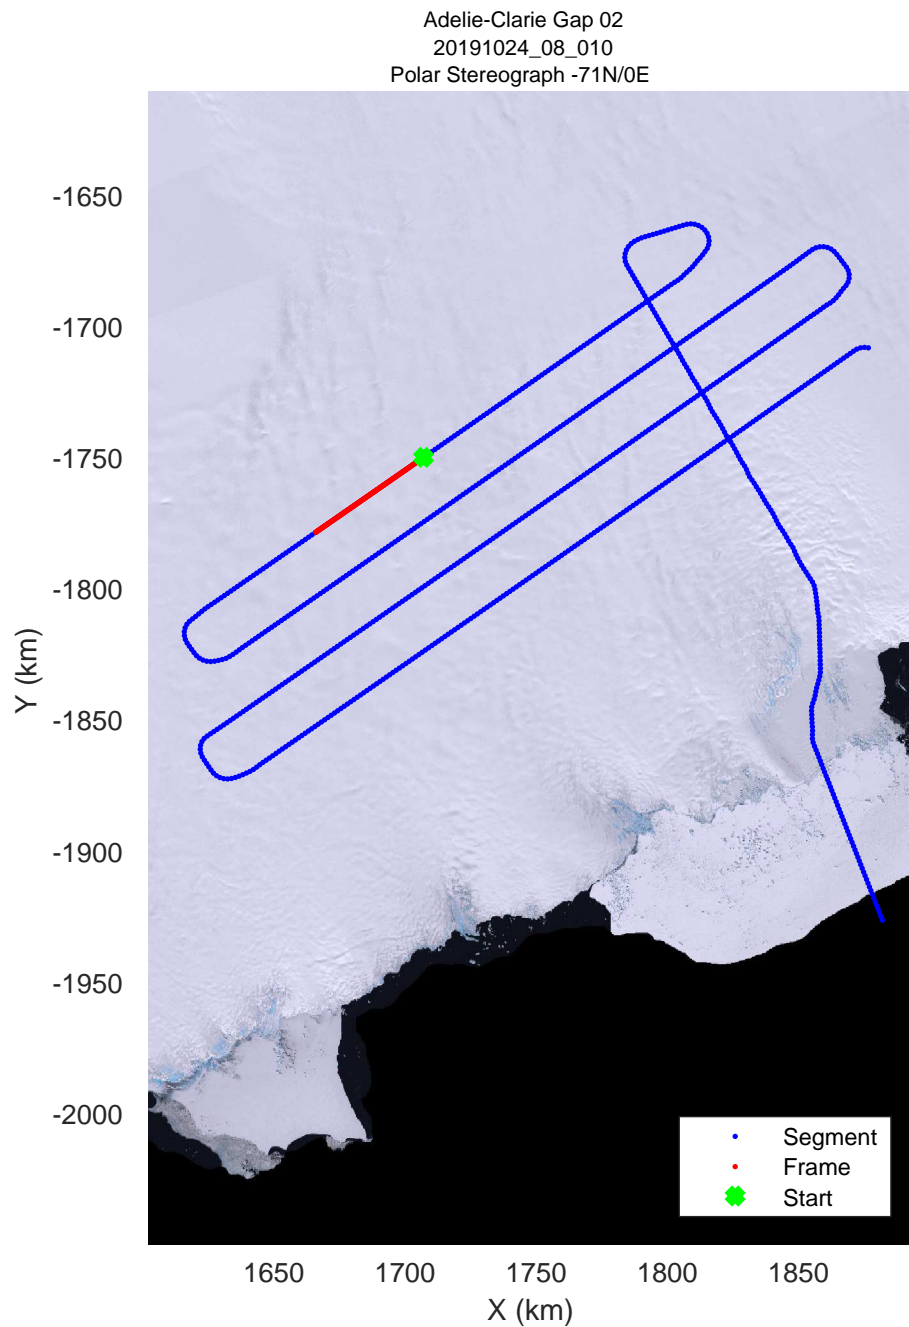 Adelie-Clarie Gap 02
20191024_08_010
Polar Stereograph -71N/0E
-1650
-1700
-1750
-1800
-1850
-1900
-1950
-2000
Y (km)
Segment
Frame
Start
1650 1700 1750 1800 1850
X (km)